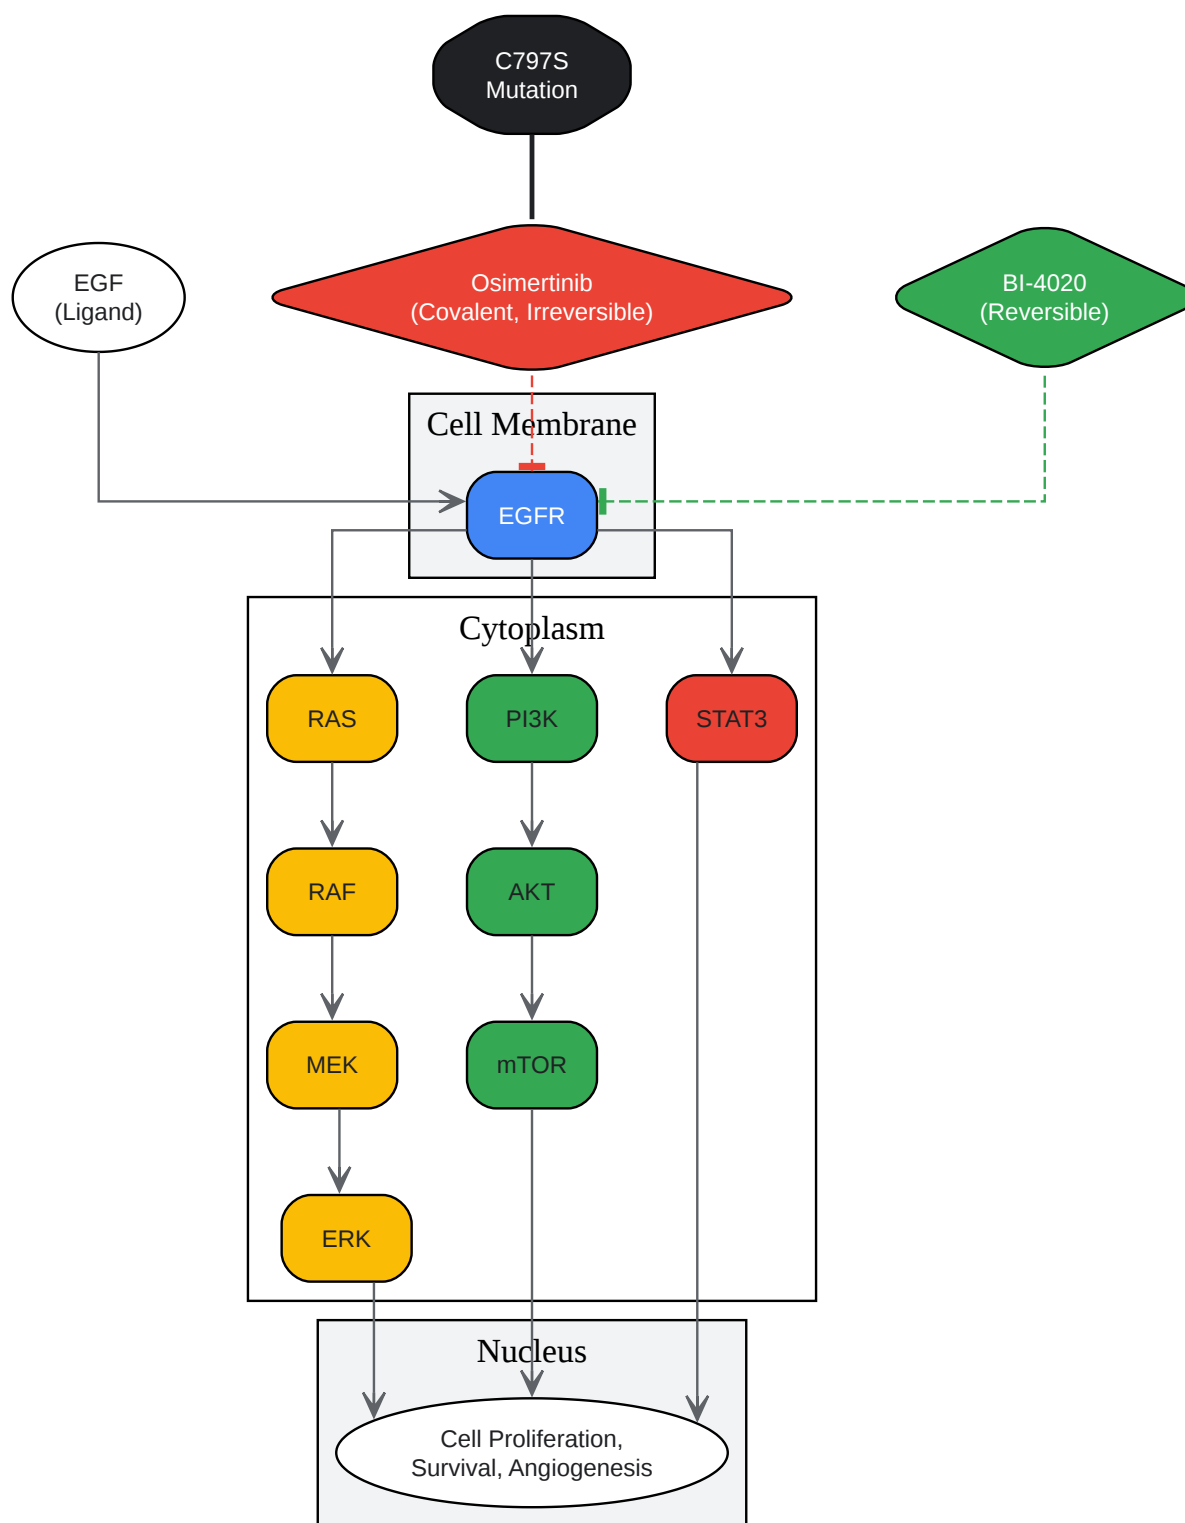 C797S
Mutation
EGF
(Ligand)
Osimertinib
(Covalent, Irreversible)
BI-4020
(Reversible)
Cell Membrane
EGFR
Cytoplasm
RAS
PI3K
STAT3
RAF
AKT
MEK
mTOR
ERK
Nucleus
Cell Proliferation,
Survival, Angiogenesis